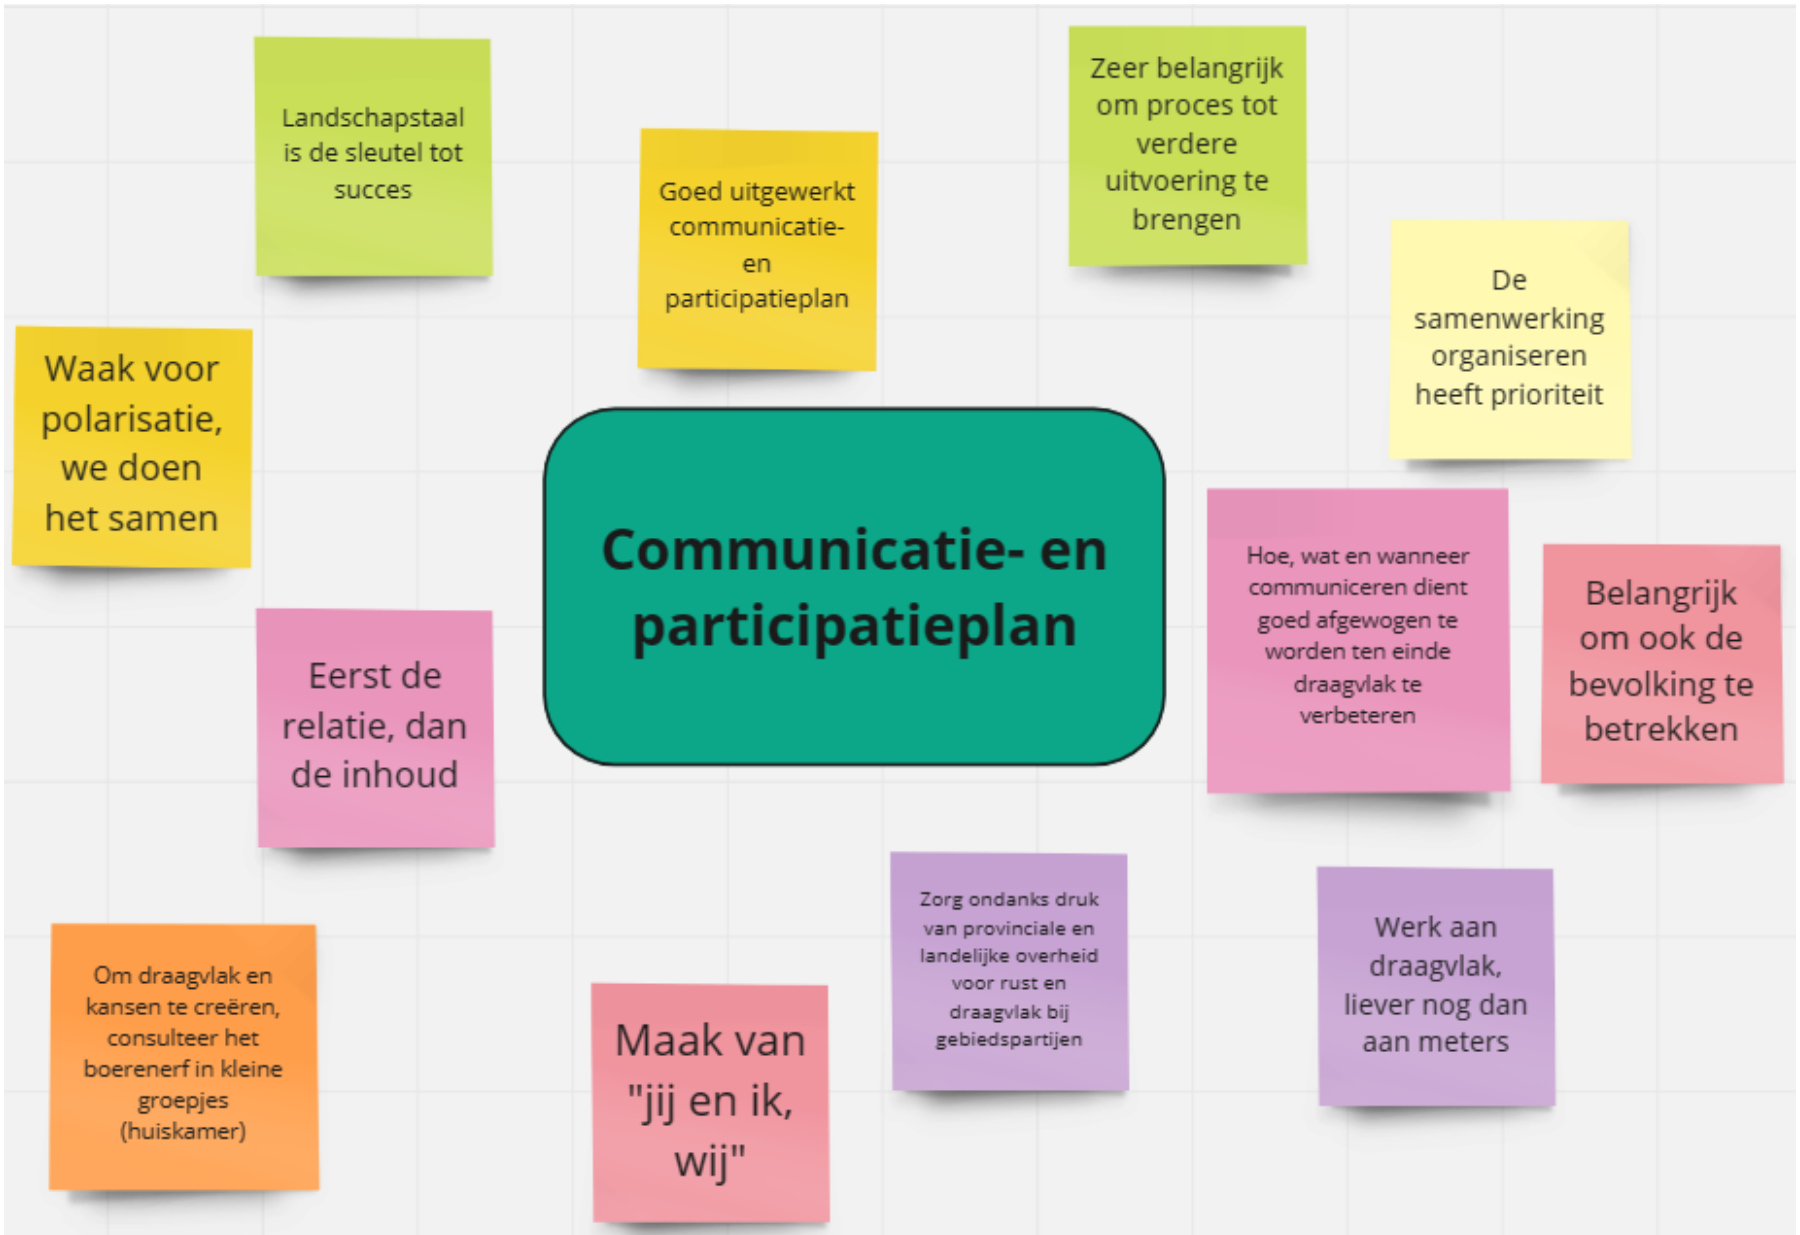 Landschapstaal
is de sleutel tot
succes
Goed uitgewerkt
communicatie-
en
participatieplan
Zeer belangrijk
om proces tot
verdere
uitvoering te
brengen
De
samenwerking
organiseren
heeft prioriteit
Waak voor
polarisatie,
we doen
het samen
Communicatie- en
participatieplan
Hoe, wat en wanneer
communiceren dient
goed afgewogen te
worden ten einde
draagvlak te
verbeteren
Belangrijk
om ook de
bevolking te
betrekken
Eerst de
relatie, dan
de inhoud
Om draagvlak en
kansen te creëren,
consulteer het
boerenerf in kleine
groepjes
(huiskamer)
Maak van
"jij en ik,
wij"
Zorg ondanks druk
van provinciale en
landelijke overheid
voor rust en
draagvlak bij
gebiedspartijen
Werk aan
draagvlak,
liever nog dan
aan meters